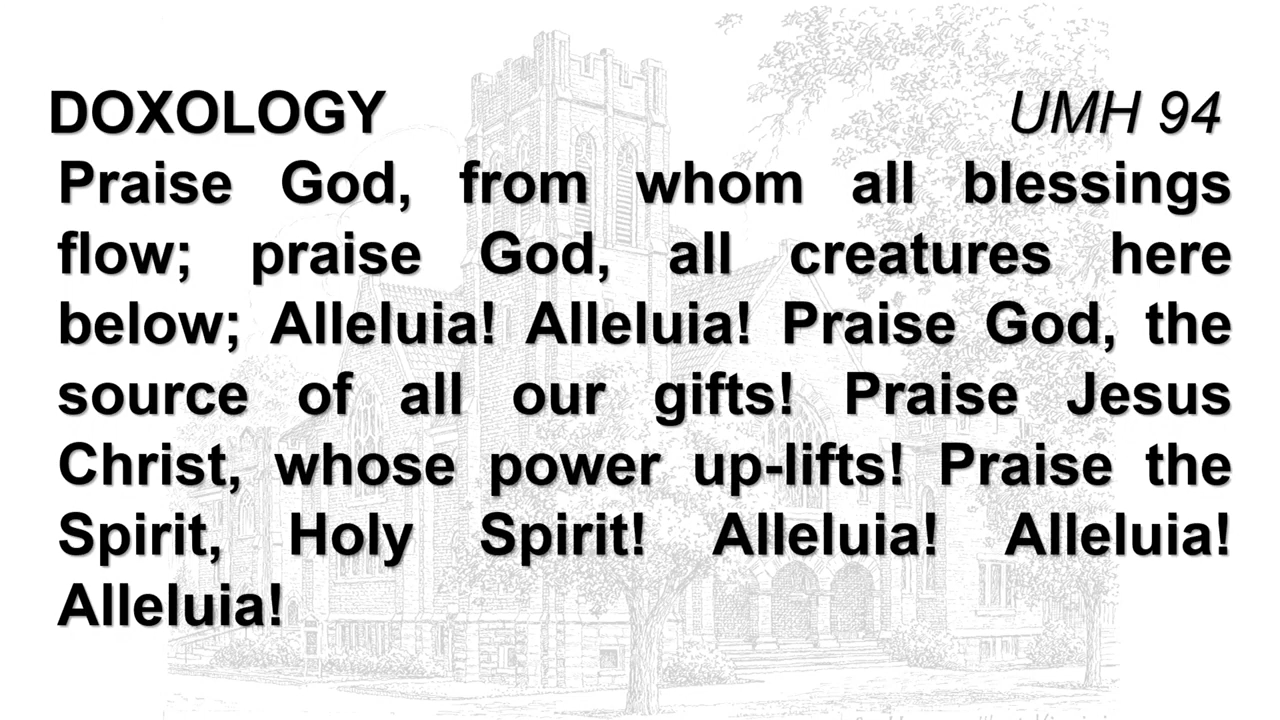 DOXOLOGY UMH 94
Praise God, from whom all blessings
flow; praise God, all creatures here
below; Alleluia! Alleluia! Praise God, the
source of all our gifts! Praise Jesus
Christ, whose power up-lifts! Praise the
Spirit, Holy Spirit! Alleluia! Alleluia!
Alleluia!